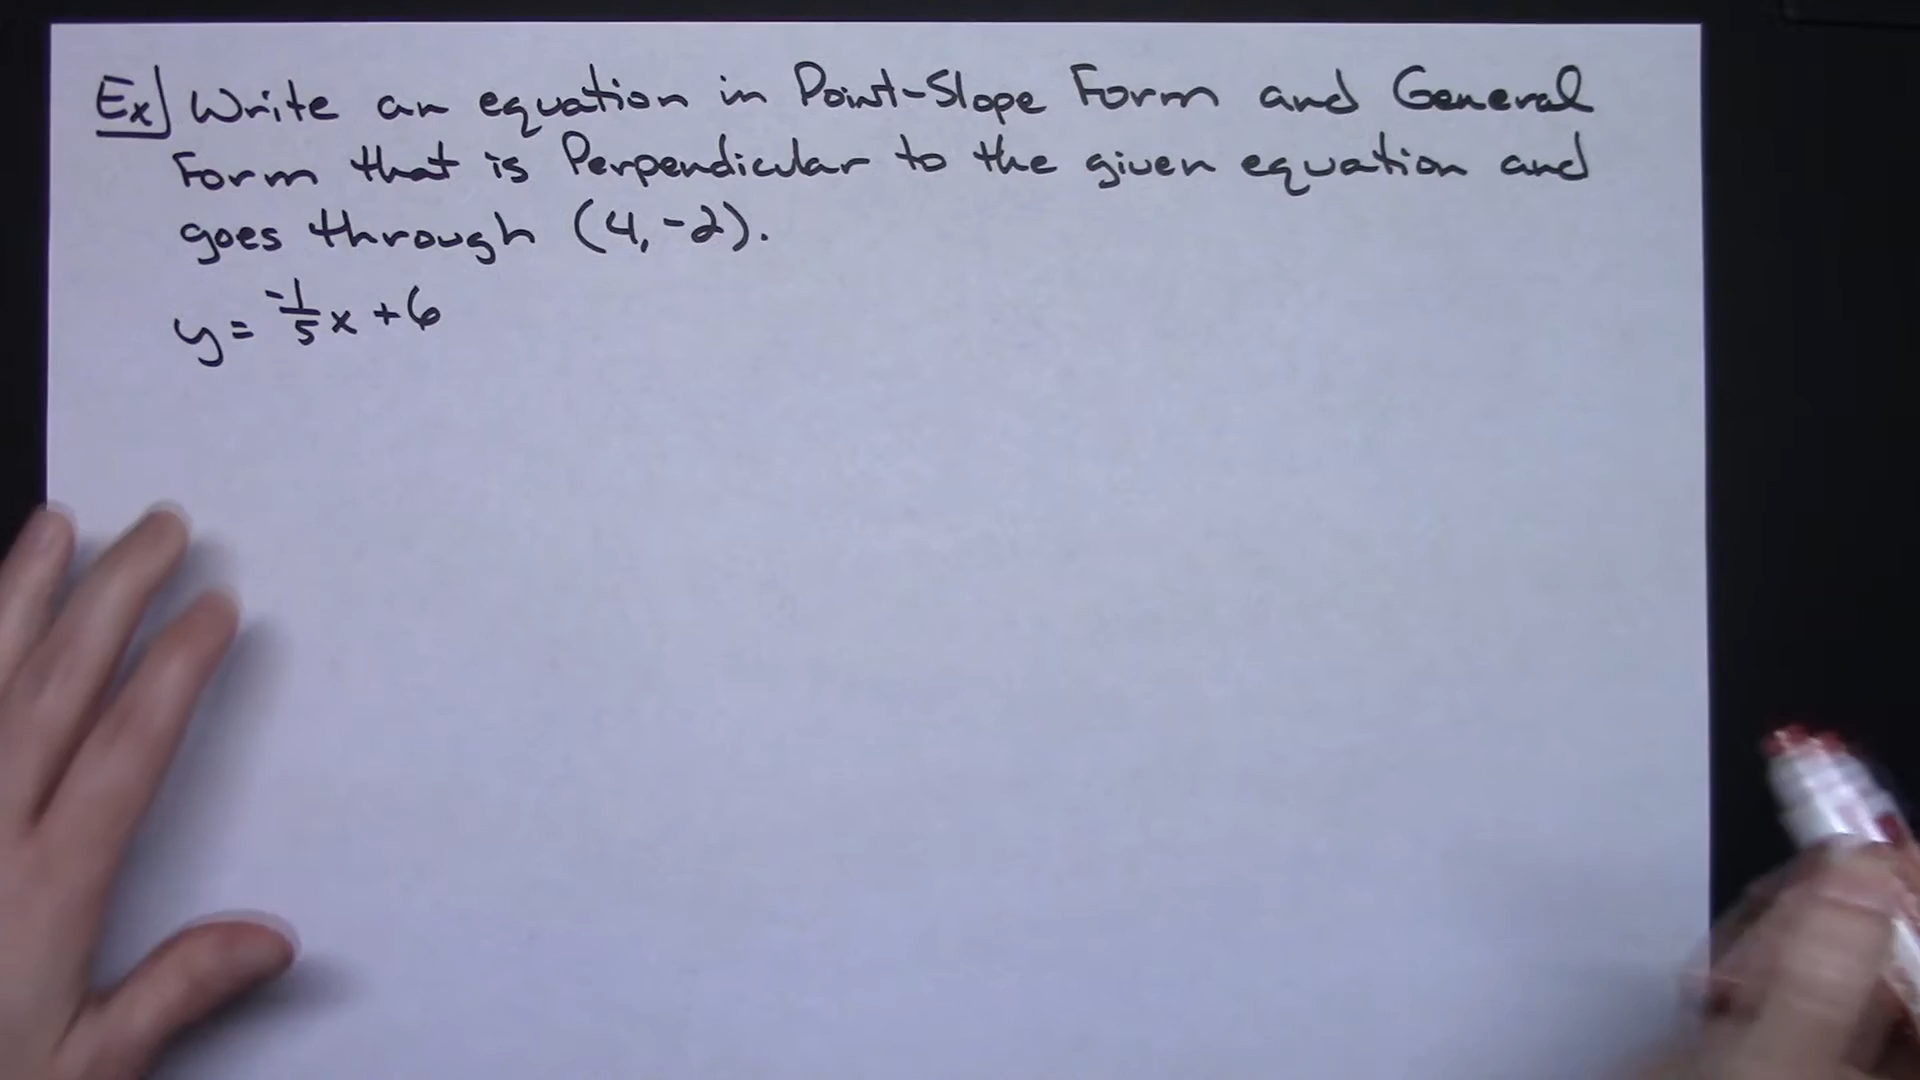 Ex) Write an equation in Point-Slope Form and General
Form that is Perpendicular to the given equation and
goes through (4,-2).
y = -1/5 x + 6